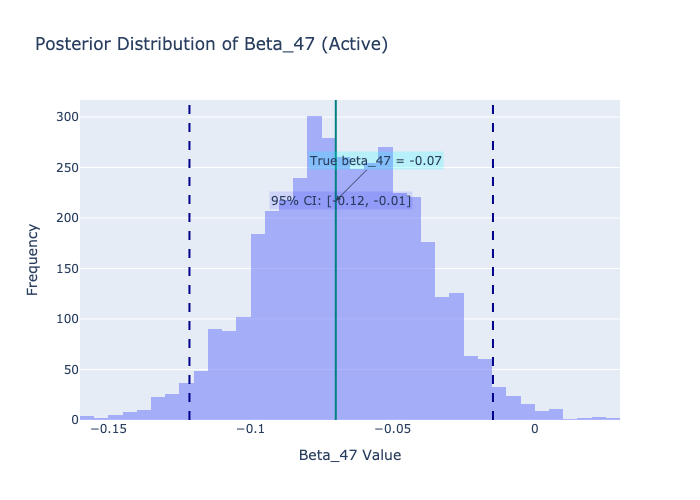 Posterior Distribution of Beta_47 (Active)
300
250
200
150
100
50
0
Frequency
True beta_47 = -0.07
95% CI: [-0.12, -0.01]
−0.15
−0.1
−0.05
0
Beta_47 Value